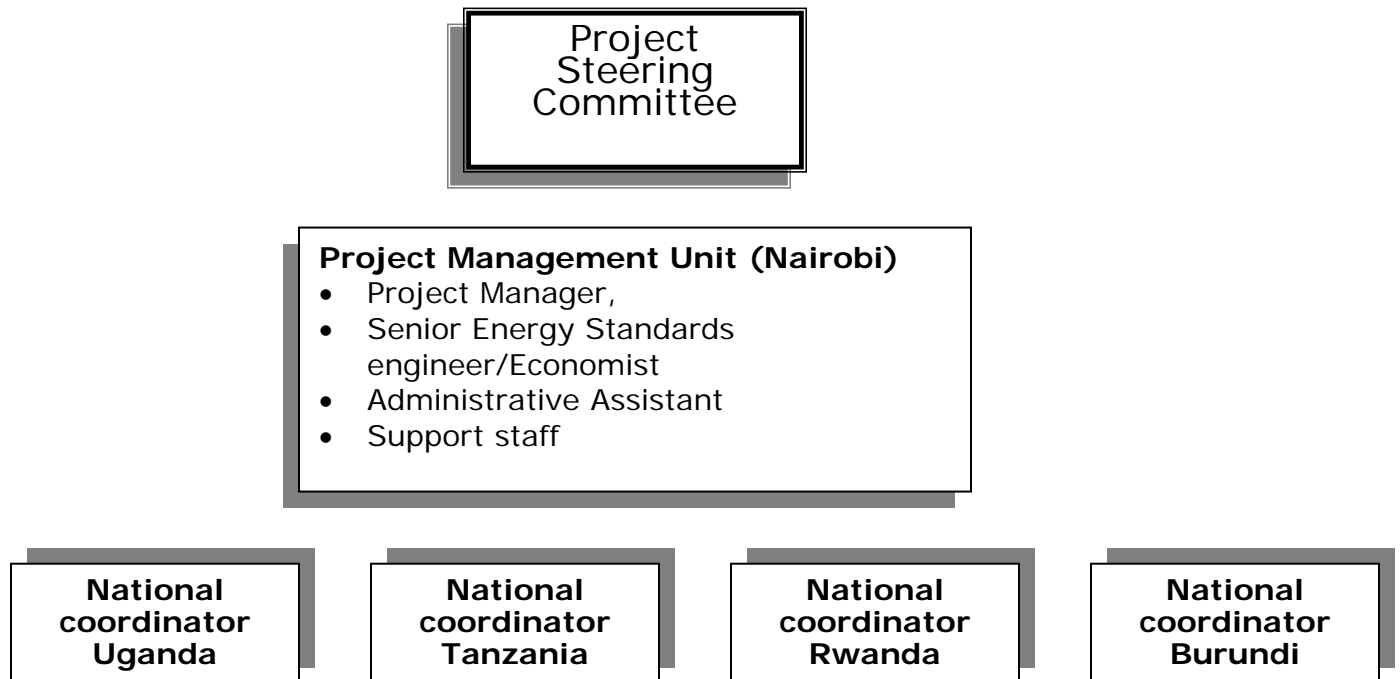 Project
Steering
Committee
Project Management Unit (Nairobi)
• Project Manager,
• Senior Energy Standards
engineer/Economist
• Administrative Assistant
• Support staff
National
coordinator
Uganda
National
coordinator
Tanzania
National
coordinator
Rwanda
National
coordinator
Burundi